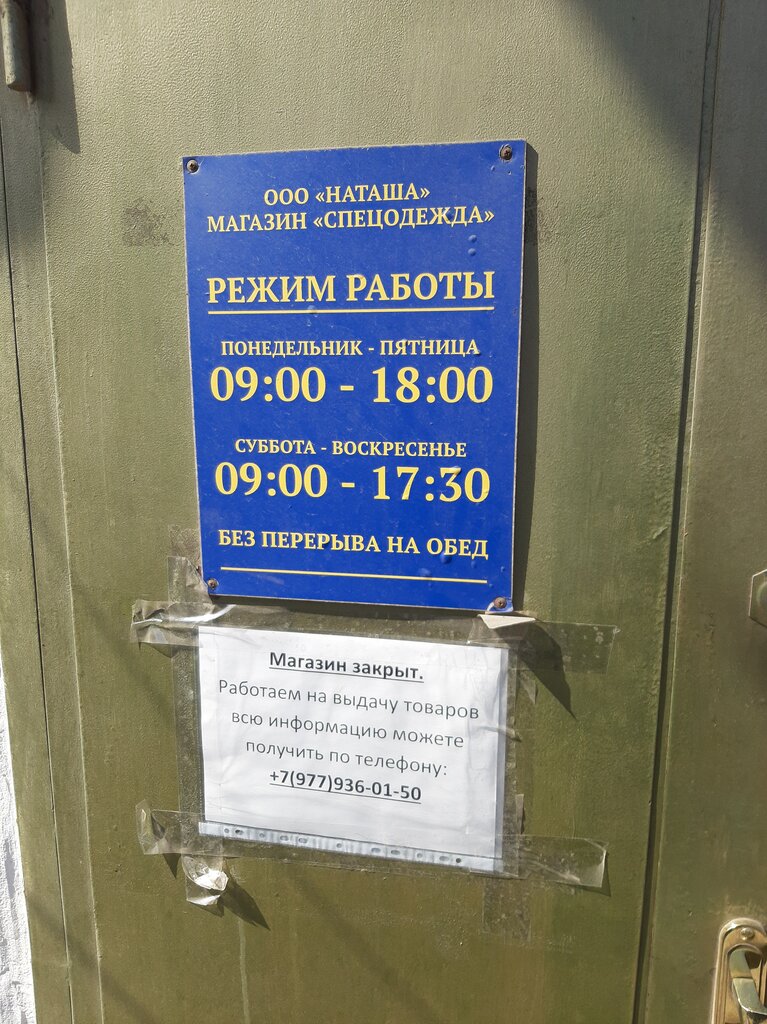 ООО «НАТАША»
МАГАЗИН «СПЕЦОДЕЖДА»
РЕЖИМ РАБОТЫ
ПОНЕДЕЛЬНИК - ПЯТНИЦА
09:00 - 18:00
СУББОТА - ВОСКРЕСЕНЬЕ
09:00 - 17:30
БЕЗ ПЕРЕРЫВА НА ОБЕД
Магазин закрыт.
Работаем на выдачу товаров
всю информацию можете
получить по телефону:
+7(977)936-01-50